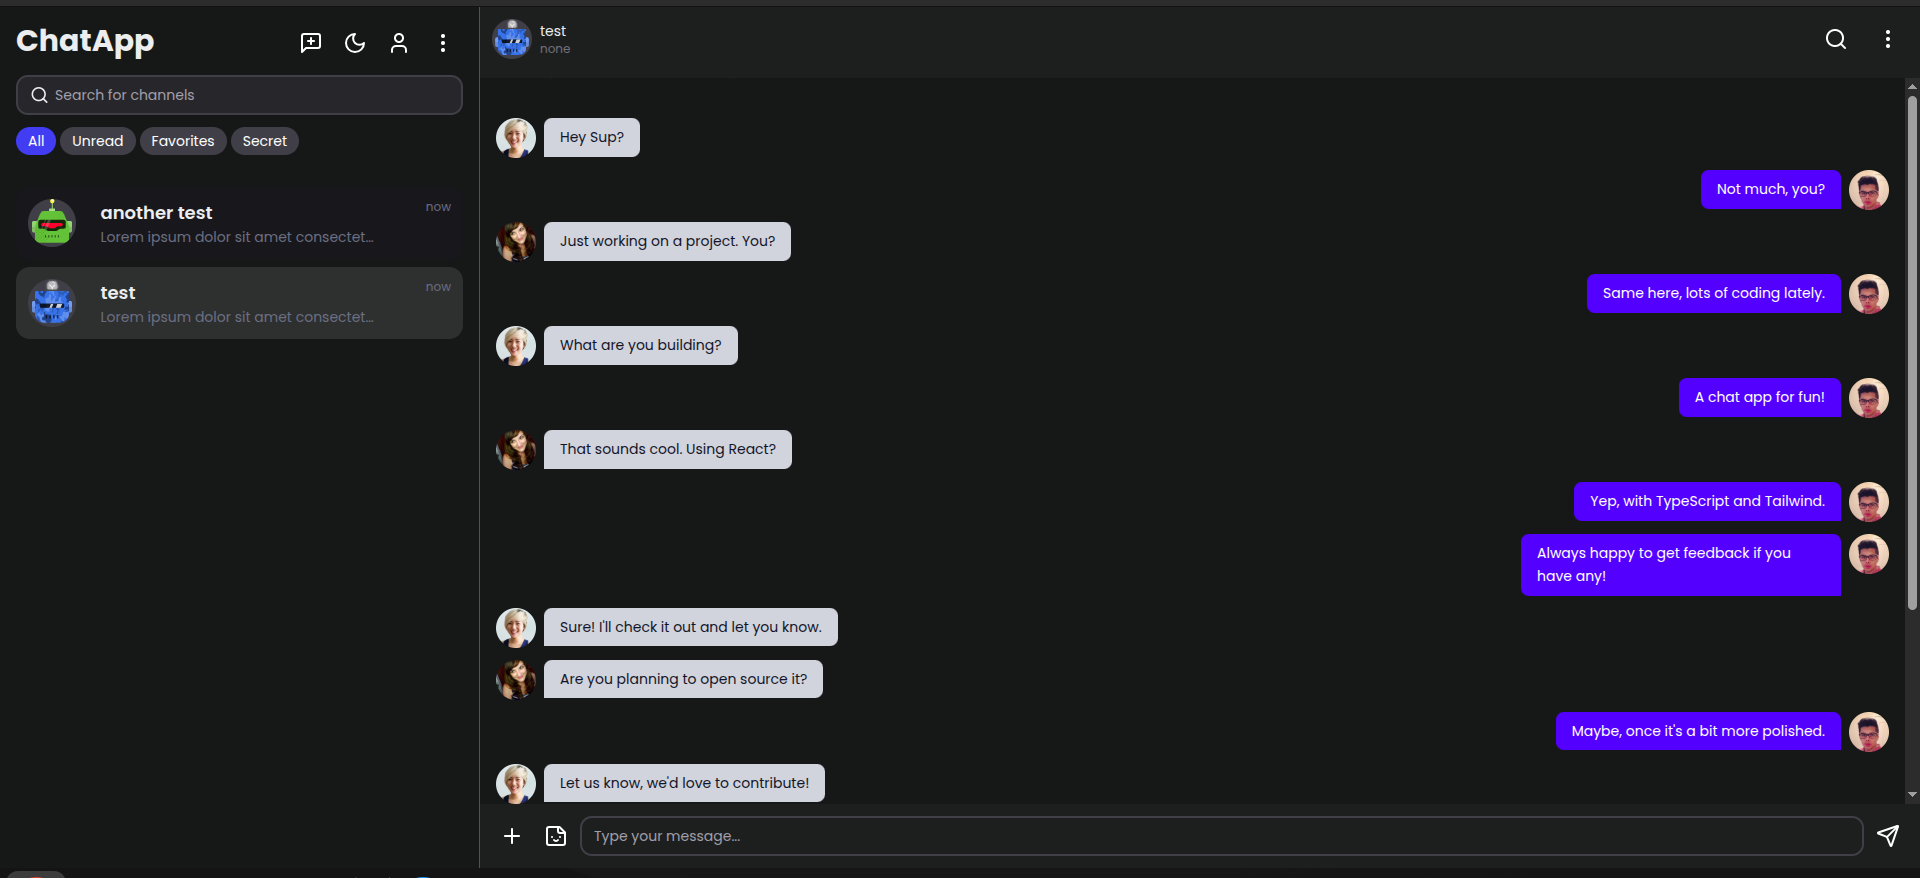 ChatApp
Search for channels
All
Unread
Favorites
Secret
another test
now
Lorem ipsum dolor sit amet consectet...
test
now
Lorem ipsum dolor sit amet consectet...
test
none
Hey Sup?
Not much, you?
Just working on a project. You?
Same here, lots of coding lately.
What are you building?
A chat app for fun!
That sounds cool. Using React?
Yep, with TypeScript and Tailwind.
Always happy to get feedback if you
have any!
Sure! I'll check it out and let you know.
Are you planning to open source it?
Maybe, once it's a bit more polished.
Let us know, we'd love to contribute!
Type your message...